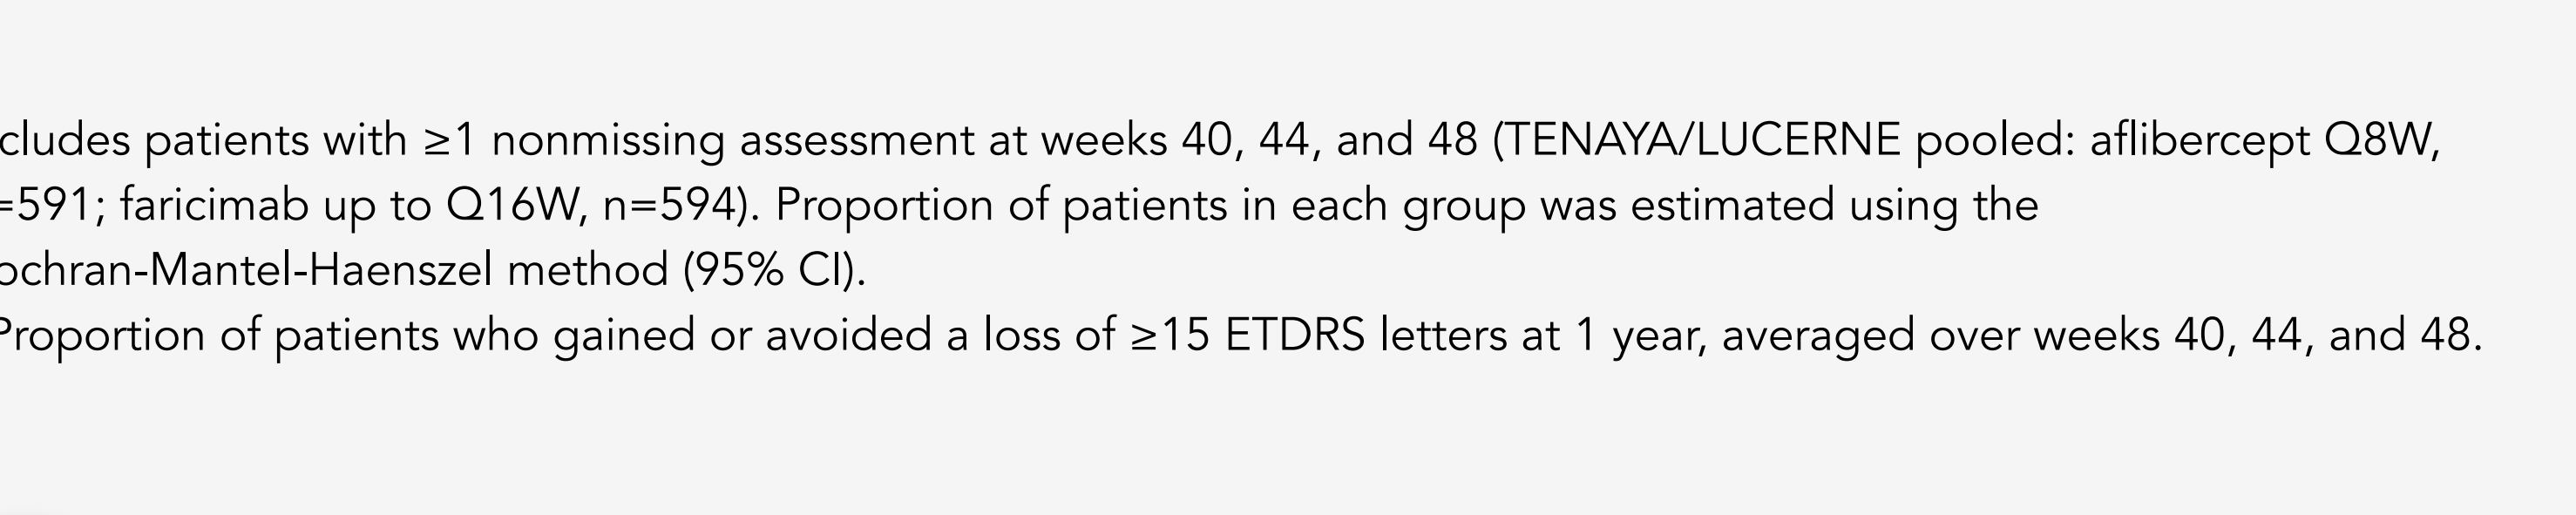 cludes patients with ≥1 nonmissing assessment at weeks 40, 44, and 48 (TENAYA/LUCERNE pooled: aflibercept Q8W,
=591; faricimab up to Q16W, n=594). Proportion of patients in each group was estimated using the
ochran-Mantel-Haenszel method (95% CI).
Proportion of patients who gained or avoided a loss of ≥15 ETDRS letters at 1 year, averaged over weeks 40, 44, and 48.